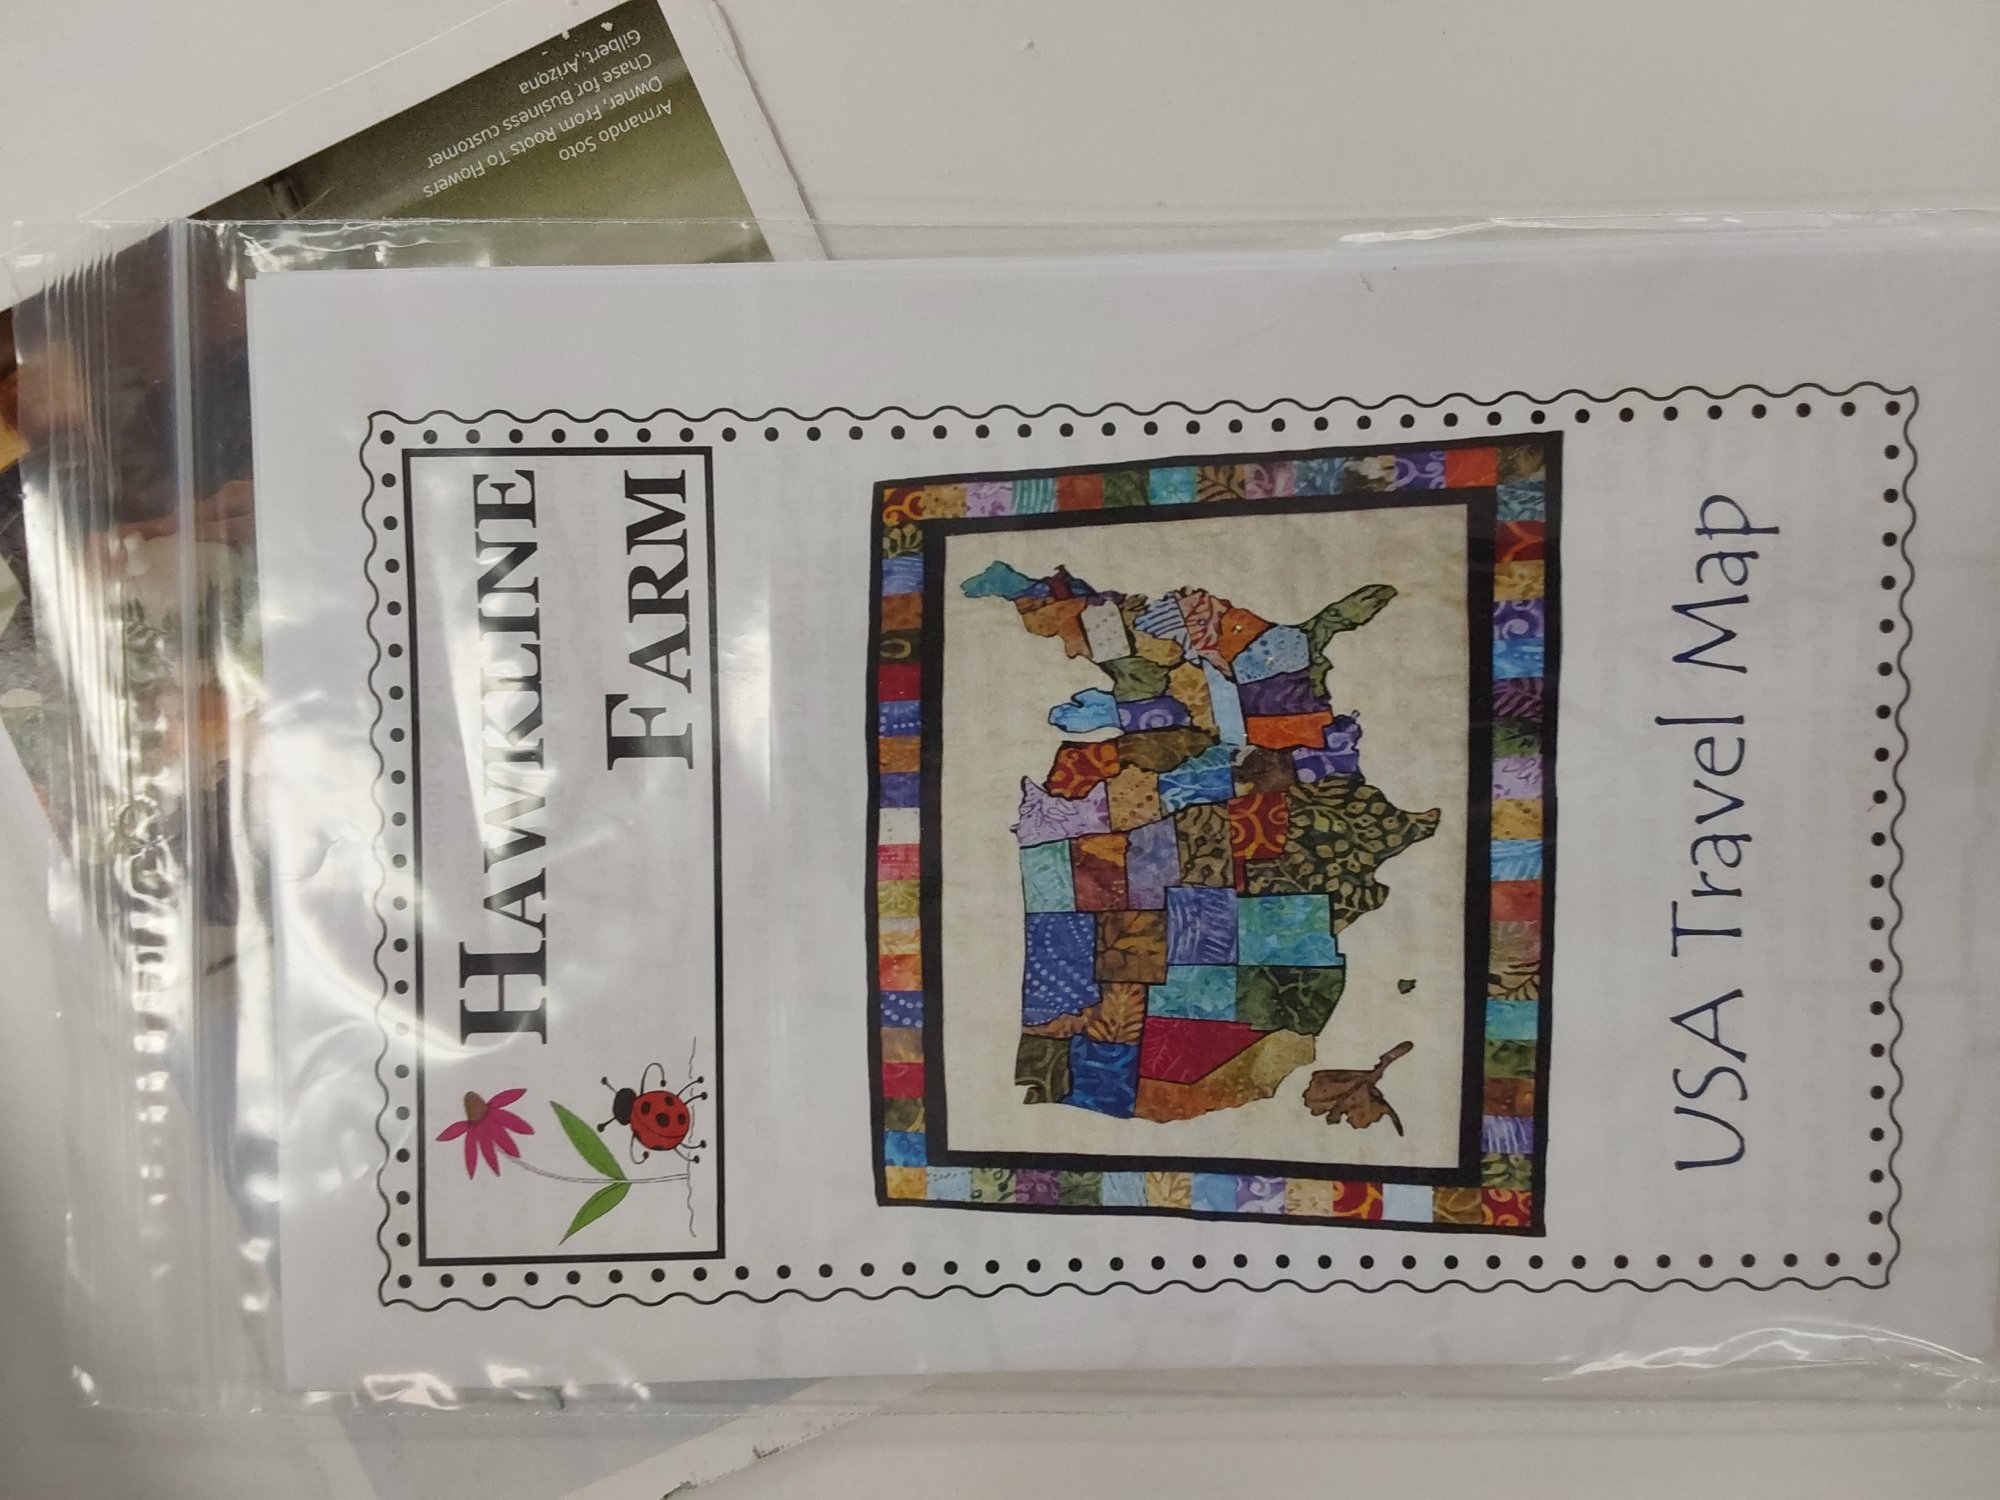 HAWKLINE
FARM
USA Travel Map
Armando Soto
Owner, From Roots To Flowers
Chase for Business customer
Gilbert, Arizona